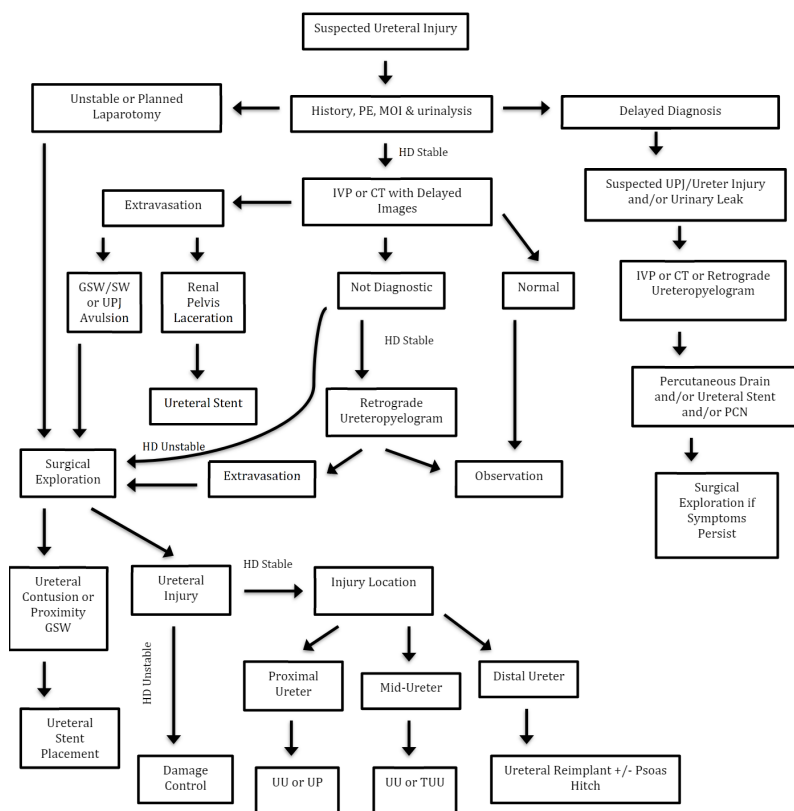 Suspected Ureteral Injury
Unstable or Planned
Laparotomy
History, PE, MOI & urinalysis
Delayed Diagnosis
HD Stable
Extravasation
IVP or CT with Delayed
Images
Suspected UPJ/Ureter Injury
and/or Urinary Leak
GSW/SW
or UPJ
Avulsion
Renal
Pelvis
Laceration
Not Diagnostic
Normal
IVP or CT or Retrograde
Ureteropyelogram
HD Stable
Ureteral Stent
Retrograde
Ureteropyelogram
Percutaneous Drain
and/or Ureteral Stent
and/or PCN
HD Unstable
Surgical
Exploration
Extravasation
Observation
Surgical
Exploration if
Symptoms
Persist
Ureteral
Contusion or
Proximity
GSW
Ureteral
Injury
HD Stable
Injury Location
HD Unstable
Proximal
Ureter
Mid-Ureter
Distal Ureter
Ureteral
Stent
Placement
Damage
Control
UU or UP
UU or TUU
Ureteral Reimplant +/- Psoas
Hitch